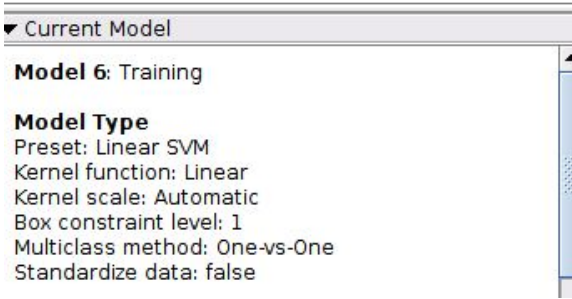 Current Model
Model 6: Training
Model Type
Preset: Linear SVM
Kernel function: Linear
Kernel scale: Automatic
Box constraint level: 1
Multiclass method: One-vs-One
Standardize data: false